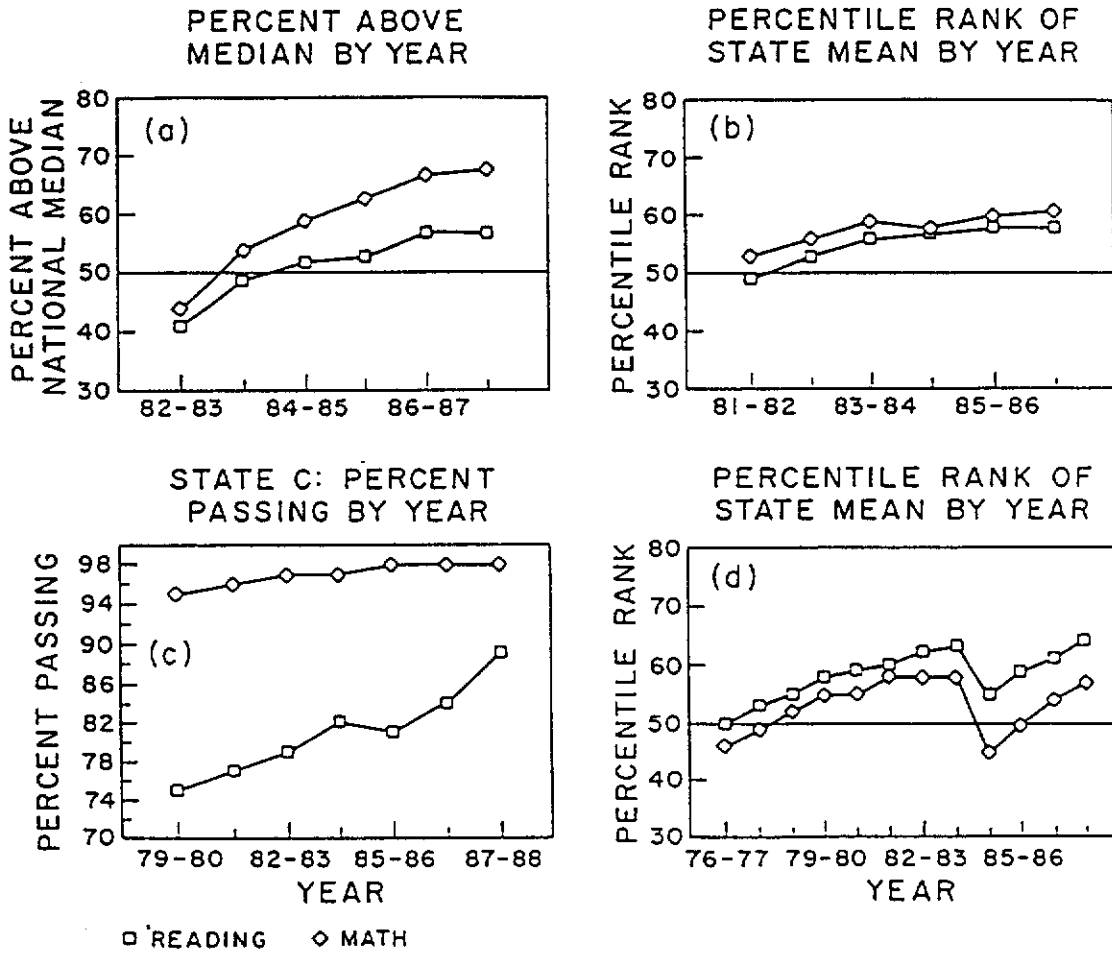 PERCENT ABOVE
MEDIAN BY YEAR
PERCENT ABOVE
NATIONAL MEDIAN
80
70
60
50
40
30
(a)
82-83 84-85 86-87
PERCENTILE RANK OF
STATE MEAN BY YEAR
PERCENTILE RANK
80
70
60
50
40
30
(b)
81-82 83-84 85-86
STATE C: PERCENT
PASSING BY YEAR
PERCENT PASSING
98
94
90
86
82
78
74
70
(c)
79-80 82-83 85-86 87-88
YEAR
PERCENTILE RANK OF
STATE MEAN BY YEAR
PERCENTILE RANK
80
70
60
50
40
30
(d)
76-77 79-80 82-83 85-86
YEAR
READING MATH